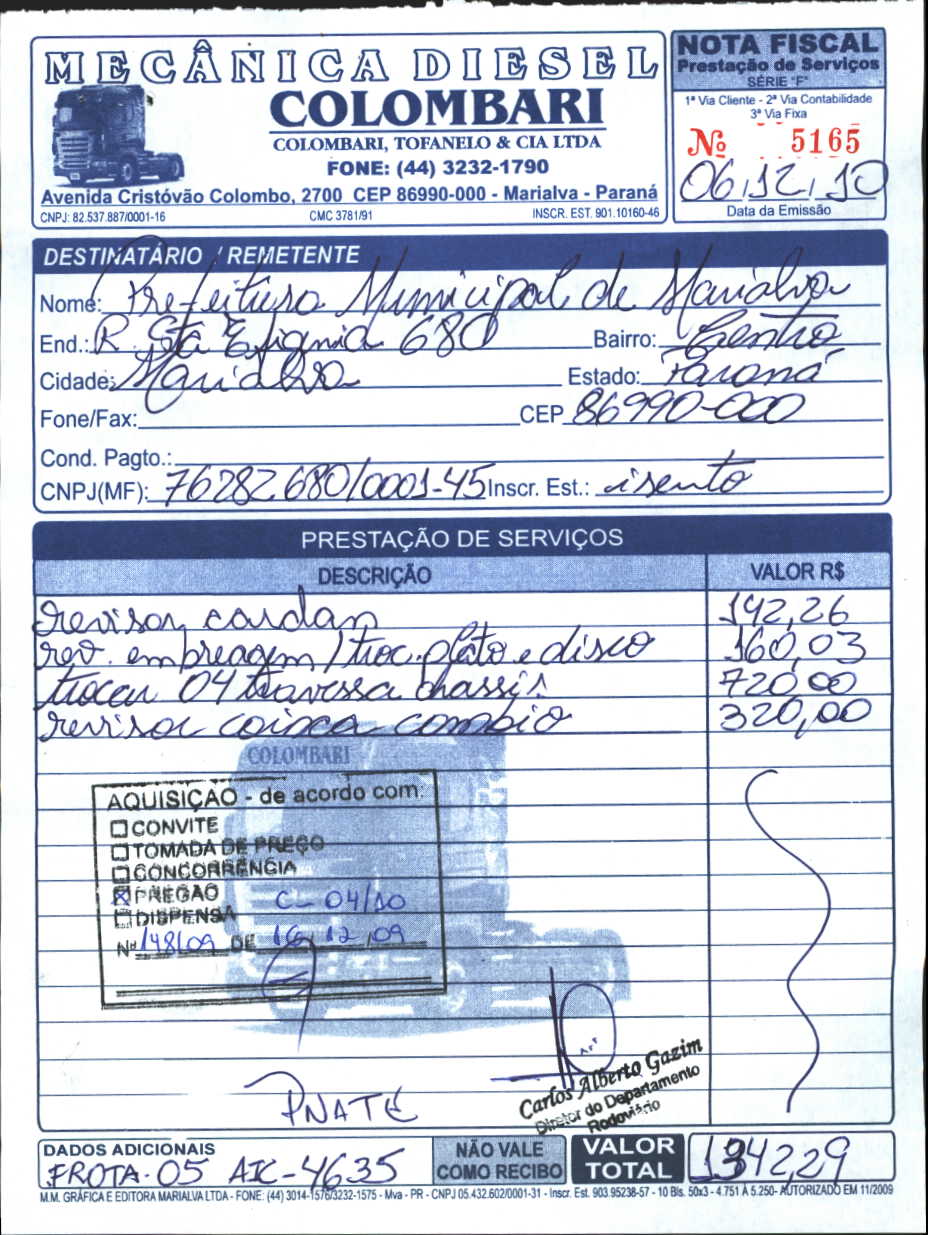 MECÂNICA DIESEL
COLOMBARI
COLOMBARI, TOFANELO & CIA LTDA
FONE: (44) 3232-1790
Avenida Cristóvão Colombo, 2700 CEP 86990-000 - Marialva - Paraná
CNPJ: 82.537.887/0001-16 CMC 3781/91 INSCR. EST. 901.10160-46
NOTA FISCAL
Prestação de Serviços
SÉRIE "F"
1ª Via Cliente - 2ª Via Contabilidade
3ª Via Fixa
Nº 5165
06,12,10
Data da Emissão
DESTINATÁRIO / REMETENTE
Nome: Prefeitura Municipal de Marialva
End.: R. Sta Efigenia 680 Bairro: Centro
Cidade: Marialva Estado: Paraná
Fone/Fax: CEP 86990-000
Cond. Pagto.:
CNPJ(MF): 76282680/0001-45 Inscr. Est.: isento
PRESTAÇÃO DE SERVIÇOS
DESCRIÇÃO VALOR R$
revisar cardan 142,26
rev. embreagem / troc. plato e disco 160,03
trocar 04 travessa chassis 720,00
revisar caixa cambio 320,00
COLOMBARI
AQUISIÇÃO - de acordo com:
CONVITE
TOMADA DE PREÇO
CONCORRÊNCIA
X PREGÃO C- 04/10
DISPENSA
Nº 148/09 DE 16/12/09
Carlos Alberto Gazim
Diretor do Departamento
Rodoviário
PNATE
DADOS ADICIONAIS
FROTA-05 AIC-4635
NÃO VALE
COMO RECIBO
VALOR
TOTAL
1342,29
M.M. GRÁFICA E EDITORA MARIALVA LTDA - FONE: (44) 3014-1576/3232-1575 - Mva - PR - CNPJ 05.432.602/0001-31 - Inscr. Est. 903.95238-57 - 10 Bls. 50x3 - 4.751 À 5.250- AUTORIZADO EM 11/2009